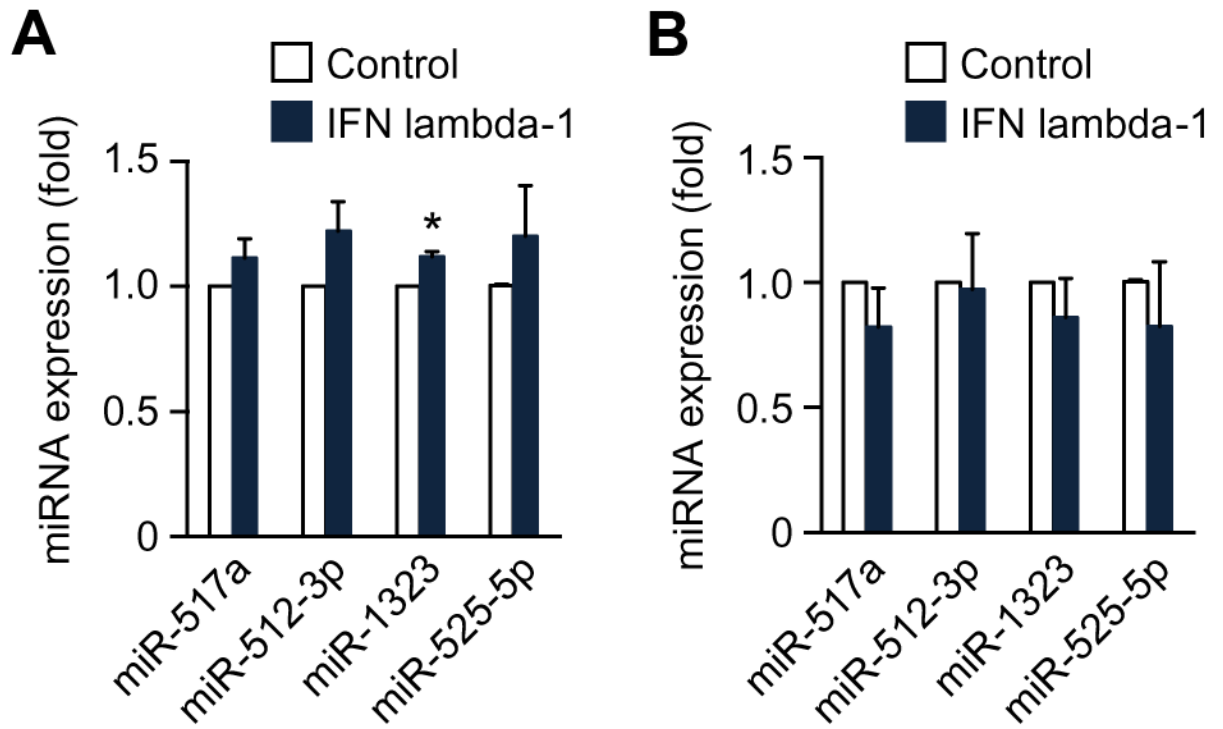 A
Control
IFN lambda-1
miRNA expression (fold)
1.5
1.0
0.5
0
*
miR-517a
miR-512-3p
miR-1323
miR-525-5p
B
Control
IFN lambda-1
miRNA expression (fold)
1.5
1.0
0.5
0
miR-517a
miR-512-3p
miR-1323
miR-525-5p